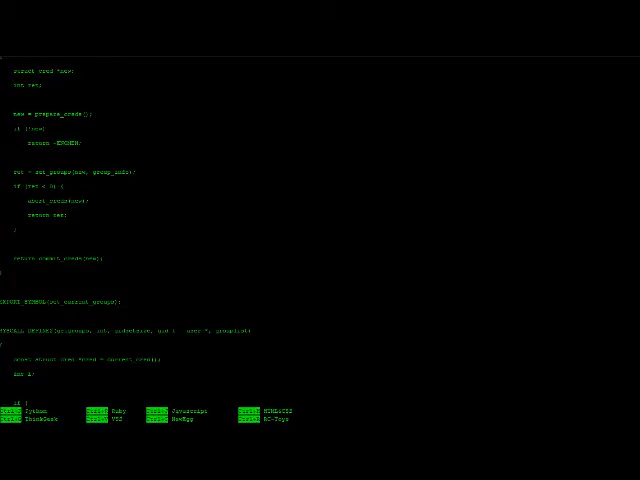 struct cred *new;
int ret;
new = prepare_creds();
if (!new)
return -ENOMEM;
ret = set_groups(new, group_info);
if (ret < 0) {
abort_creds(new);
return ret;
}
return commit_creds(new);
}
EXPORT_SYMBOL(set_current_groups);
SYSCALL_DEFINE2(getgroups, int, gidsetsize, gid_t __user *, grouplist)
{
const struct cred *cred = current_cred();
int i;
if (
Python Ruby Javascript HTML&CSS
ThinkGeek VSS NewEgg RC-Toys